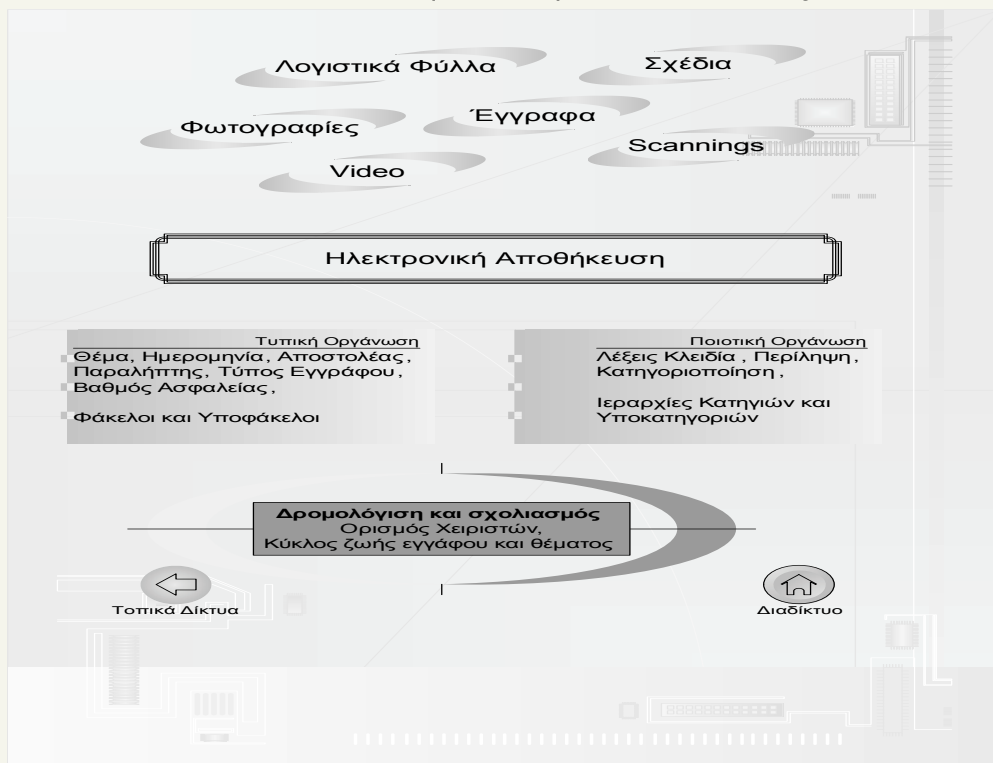 Λογιστικά Φύλλα
Σχέδια
Έγγραφα
Φωτογραφίες
Scannings
Video
Ηλεκτρονική Αποθήκευση
Τυπική Οργάνωση
Θέμα, Ημερομηνία, Αποστολέας,
Παραλήπτης, Τύπος Εγγράφου,
Βαθμός Ασφαλείας,
Φάκελοι και Υποφάκελοι
Ποιοτική Οργάνωση
Λέξεις Κλειδία, Περίληψη,
Κατηγοριοποίηση,
Ιεραρχίες Κατηγιών και
Υποκατηγοριών
Δρομολόγιση και σχολιασμός
Ορισμός Χειριστών,
Κύκλος ζωής εγγάφου και θέματος
Τοπικά Δίκτυα
Διαδίκτυο